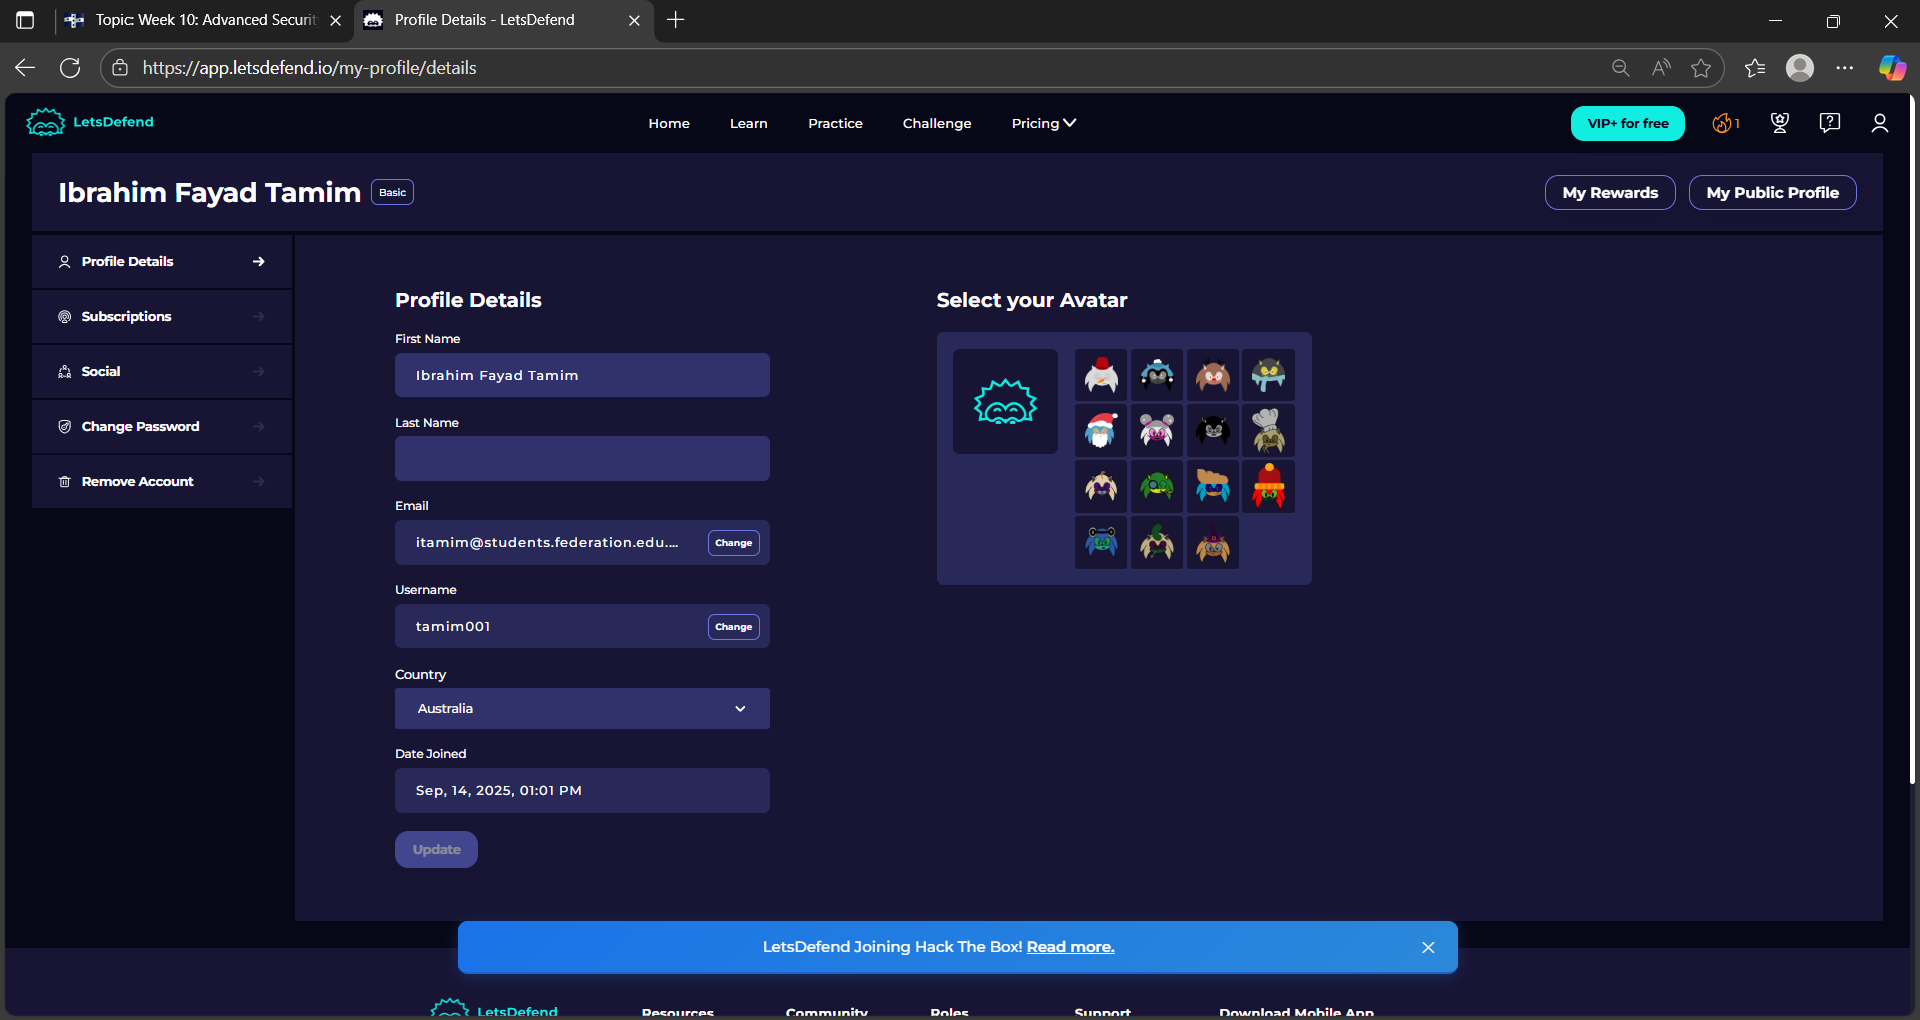 Topic: Week 10: Advanced Securit
Profile Details - LetsDefend
https://app.letsdefend.io/my-profile/details
LetsDefend
Home
Learn
Practice
Challenge
Pricing
VIP+ for free
1
Ibrahim Fayad Tamim
Basic
My Rewards
My Public Profile
Profile Details
Subscriptions
Social
Change Password
Remove Account
Profile Details
First Name
Ibrahim Fayad Tamim
Last Name
Email
itamim@students.federation.edu....
Change
Username
tamim001
Change
Country
Australia
Date Joined
Sep, 14, 2025, 01:01 PM
Update
Select your Avatar
LetsDefend Joining Hack The Box! Read more.
LetsDefend
Resources
Community
Roles
Support
Download Mobile App